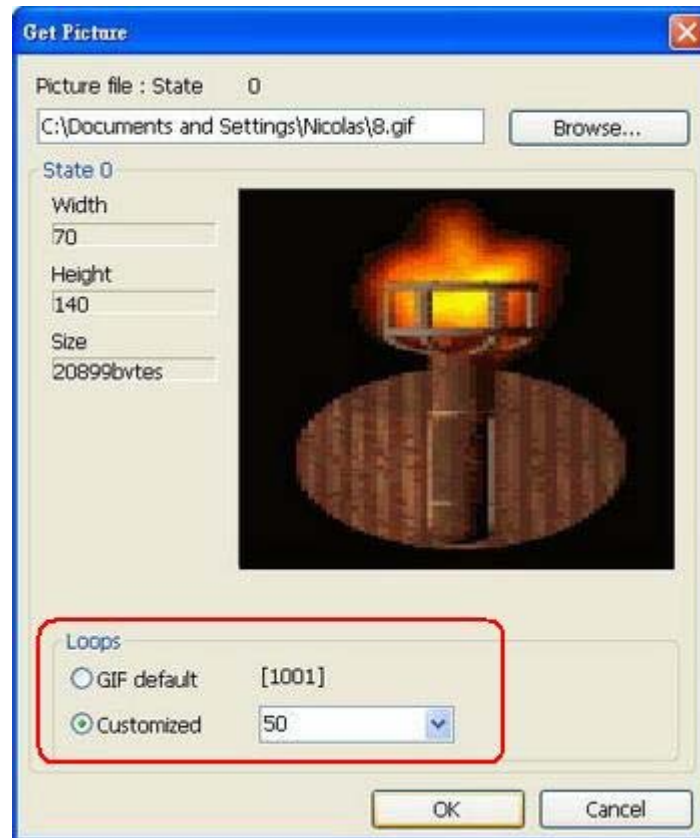 Get Picture
Picture file : State 0
C:\Documents and Settings\Nicolas\8.gif
Browse...
State 0
Width
70
Height
140
Size
20899bytes
Loops
GIF default [1001]
Customized 50
OK Cancel